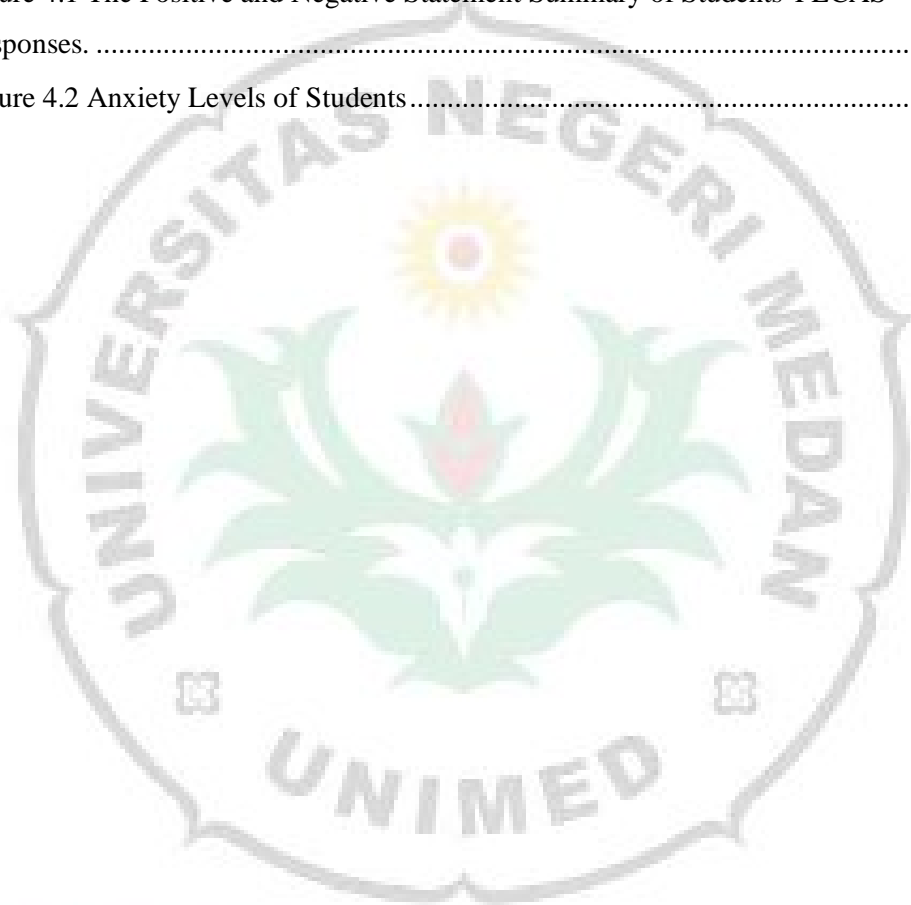 ure 4.1 The Positive and Negative Statement Summary of Students' FLCAS
sponses. ..............................................................................................................
ure 4.2 Anxiety Levels of Students...................................................................
UNIVERSITAS NEGERI MEDAN
UNIMED